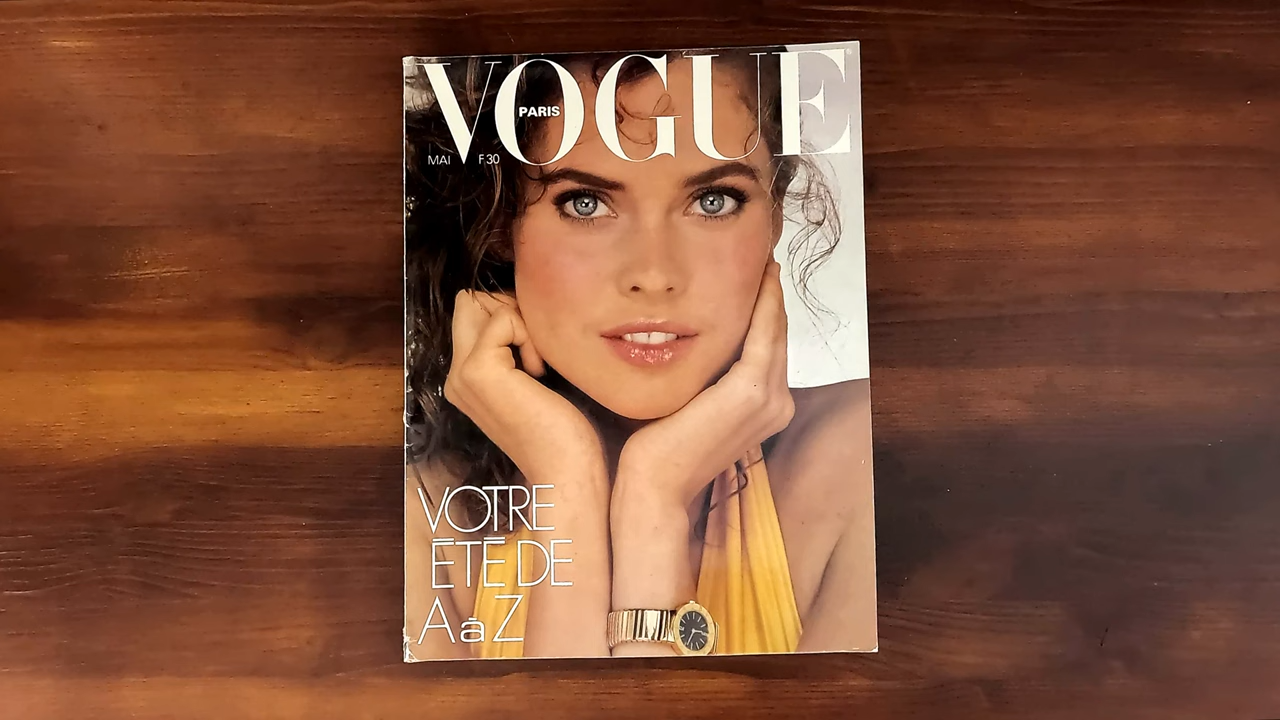 VOGUE
PARIS
MAI F.30
VOTRE
ÉTÉ DE
A à Z